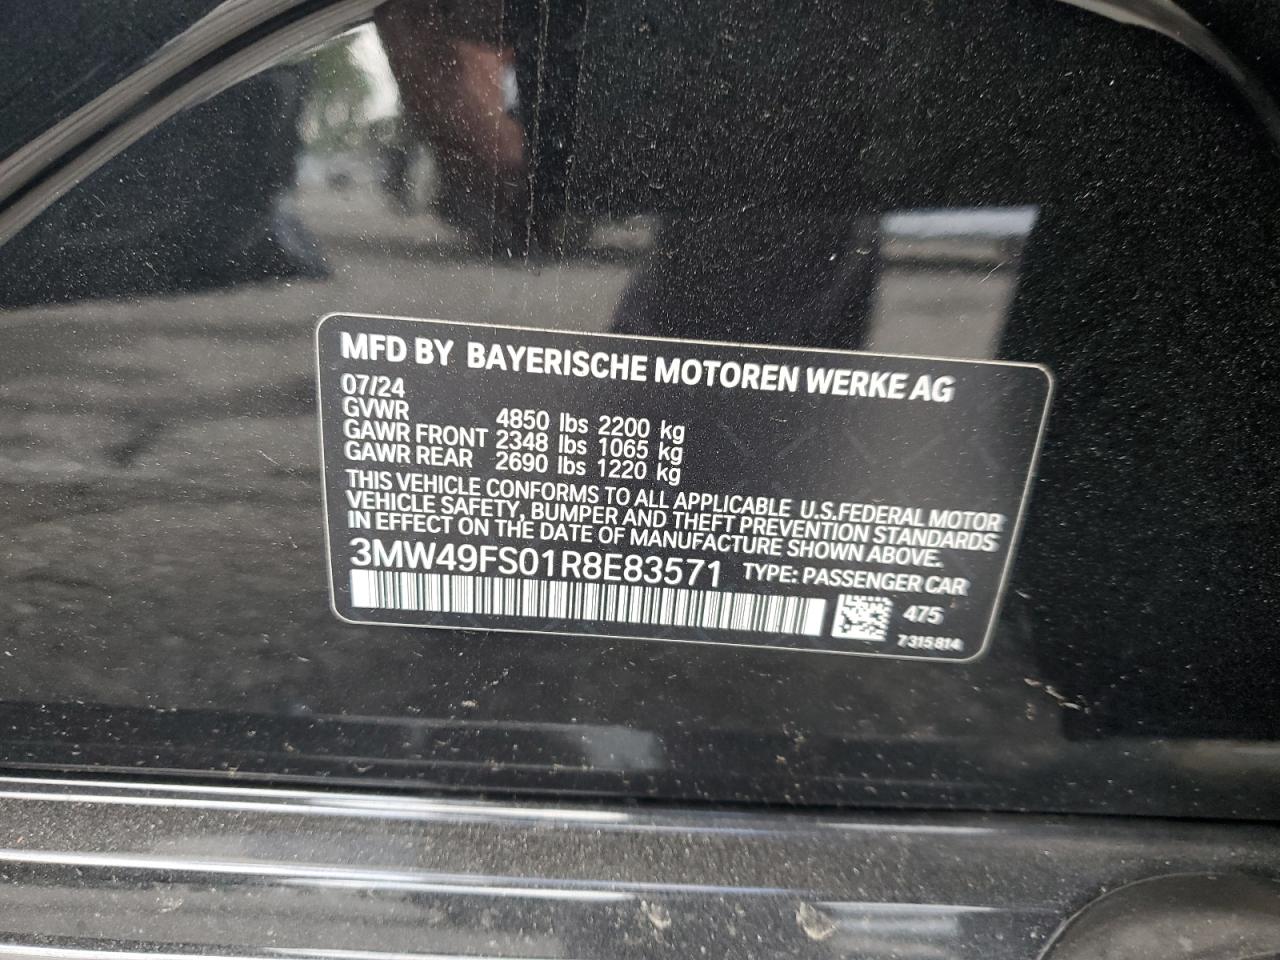 MFD BY BAYERISCHE MOTOREN WERKE AG
07/24
GVWR 4850 lbs 2200 kg
GAWR FRONT 2348 lbs 1065 kg
GAWR REAR 2690 lbs 1220 kg
THIS VEHICLE CONFORMS TO ALL APPLICABLE U.S.FEDERAL MOTOR
VEHICLE SAFETY, BUMPER AND THEFT PREVENTION STANDARDS
IN EFFECT ON THE DATE OF MANUFACTURE SHOWN ABOVE.
3MW49FS01R8E83571 TYPE: PASSENGER CAR
475
7315814